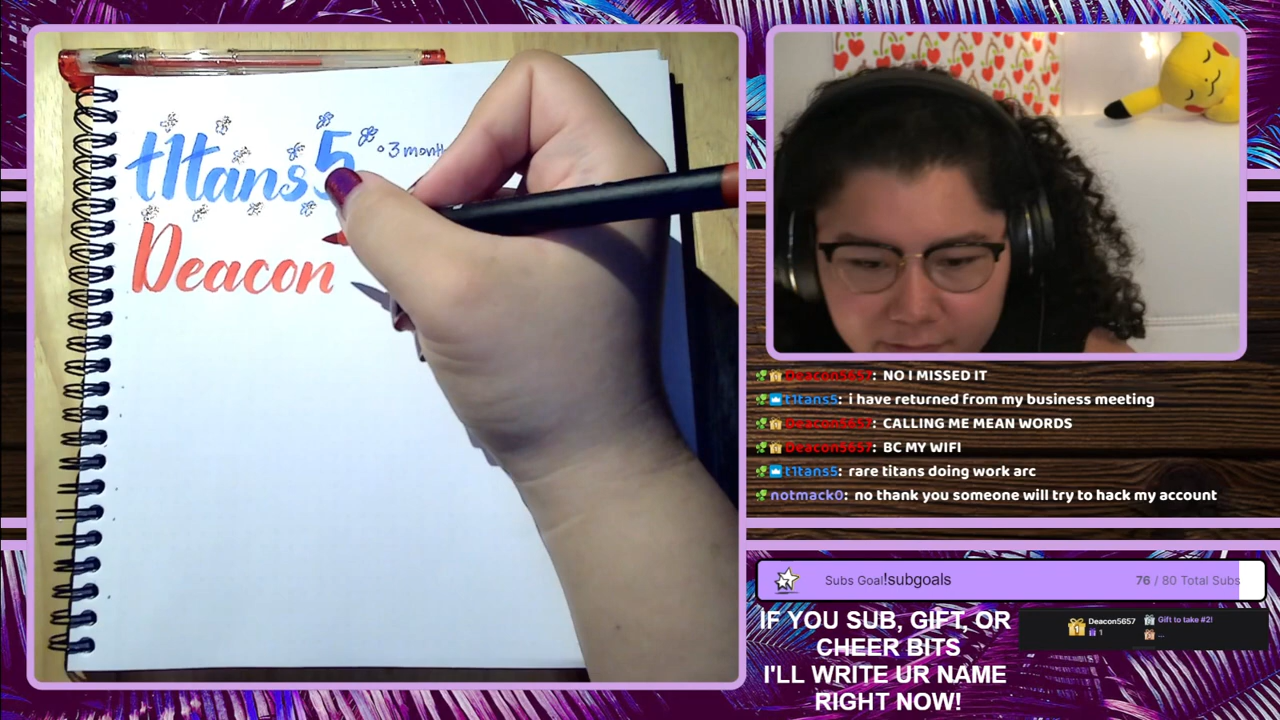 t1tans5 • 3 month
Deacon
Deacon5657: NO I MISSED IT
t1tans5: i have returned from my business meeting
Deacon5657: CALLING ME MEAN WORDS
Deacon5657: BC MY WIFI
t1tans5: rare titans doing work arc
notmack0: no thank you someone will try to hack my account
Subs Goal!subgoals 76 / 80 Total Subs
IF YOU SUB, GIFT, OR
CHEER BITS
I'LL WRITE UR NAME
RIGHT NOW!
1 Deacon5657 Gift to take #2!
1 ...